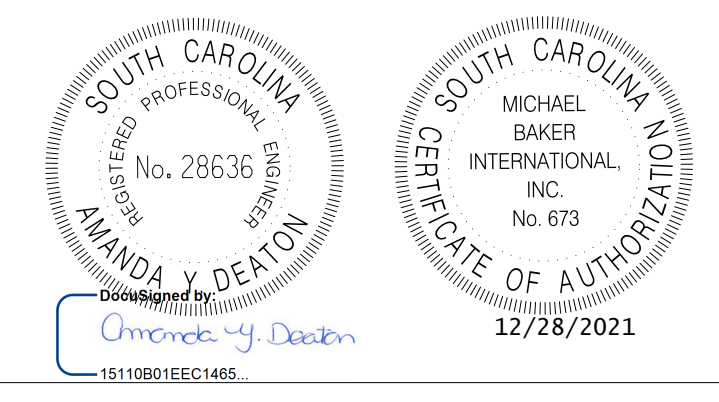 SOUTH CAROLINA
REGISTERED PROFESSIONAL ENGINEER
No. 28636
AMANDA Y DEATON
DocuSigned by:
Amanda Y. Deaton
15110B01EEC1465...
SOUTH CAROLINA
MICHAEL
BAKER
INTERNATIONAL,
INC.
No. 673
CERTIFICATE OF AUTHORIZATION
12/28/2021